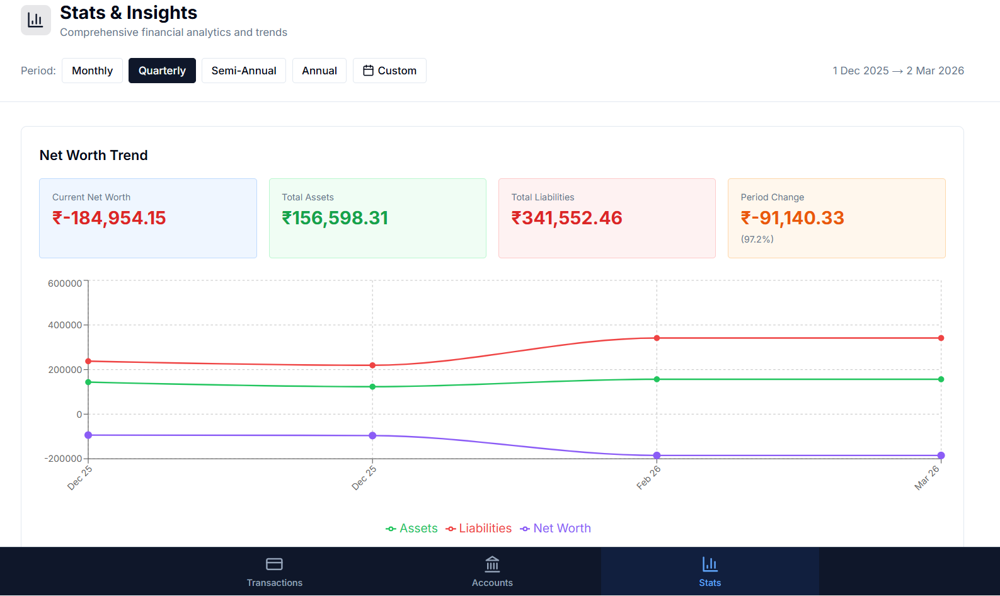 Stats & Insights
Comprehensive financial analytics and trends
Period: Monthly Quarterly Semi-Annual Annual Custom 1 Dec 2025 → 2 Mar 2026
Net Worth Trend
Current Net Worth
₹-184,954.15
Total Assets
₹156,598.31
Total Liabilities
₹341,552.46
Period Change
₹-91,140.33
(97.2%)
600000
400000
200000
0
-200000
Dec 25 Dec 25 Feb 26 Mar 26
Assets Liabilities Net Worth
Transactions Accounts Stats